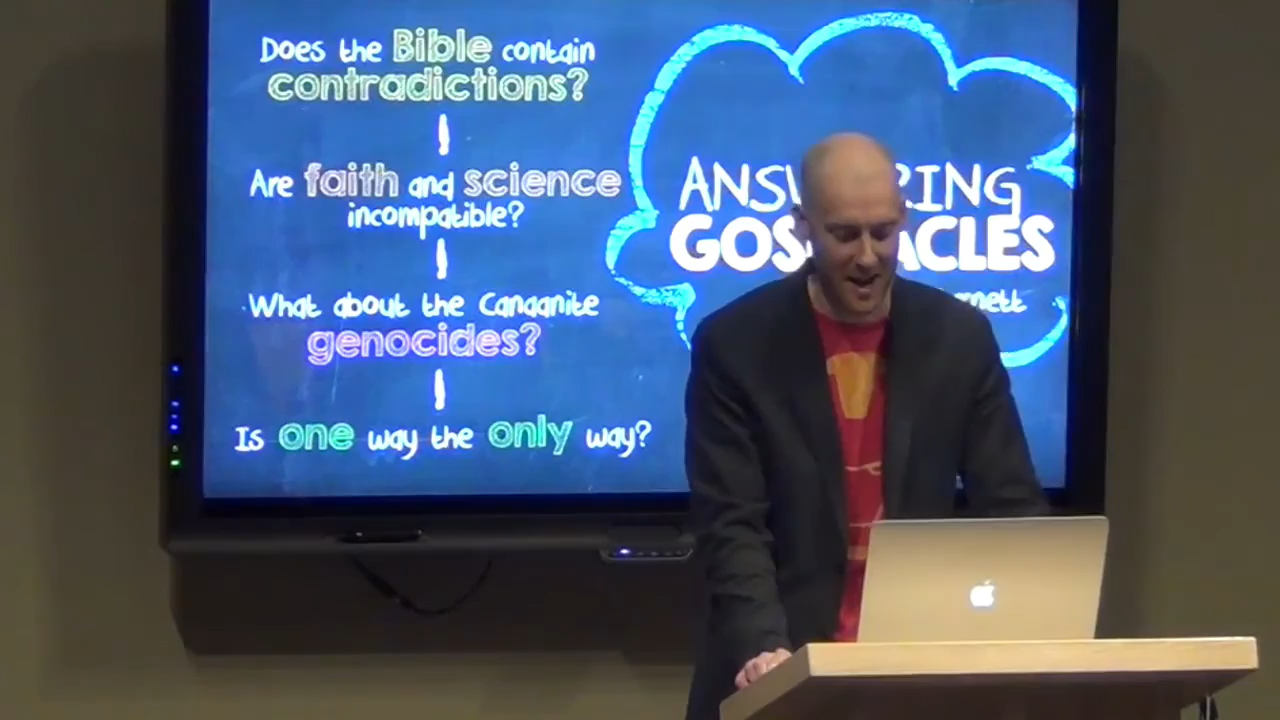 Does the Bible contain
contradictions?
Are faith and science
incompatible?
What about the Canaanite
genocides?
Is one way the only way?